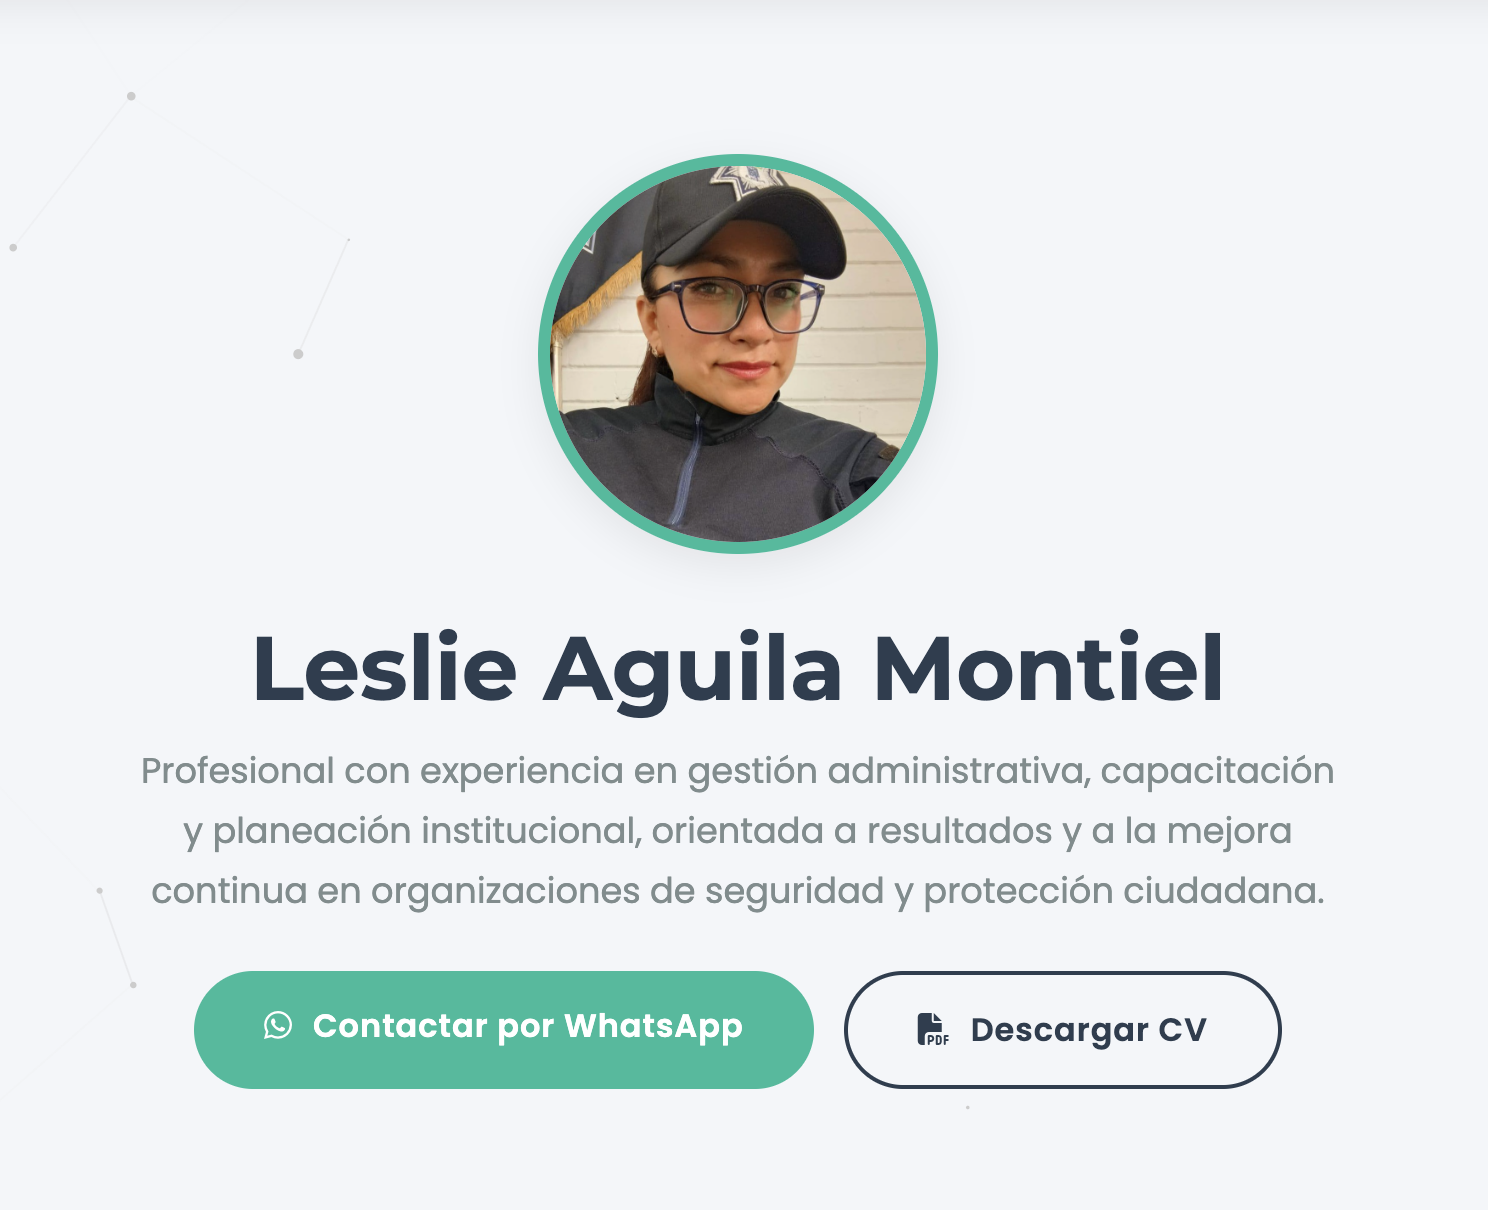 Leslie Aguila Montiel
Profesional con experiencia en gestión administrativa, capacitación
y planeación institucional, orientada a resultados y a la mejora
continua en organizaciones de seguridad y protección ciudadana.
Contactar por WhatsApp
PDF Descargar CV